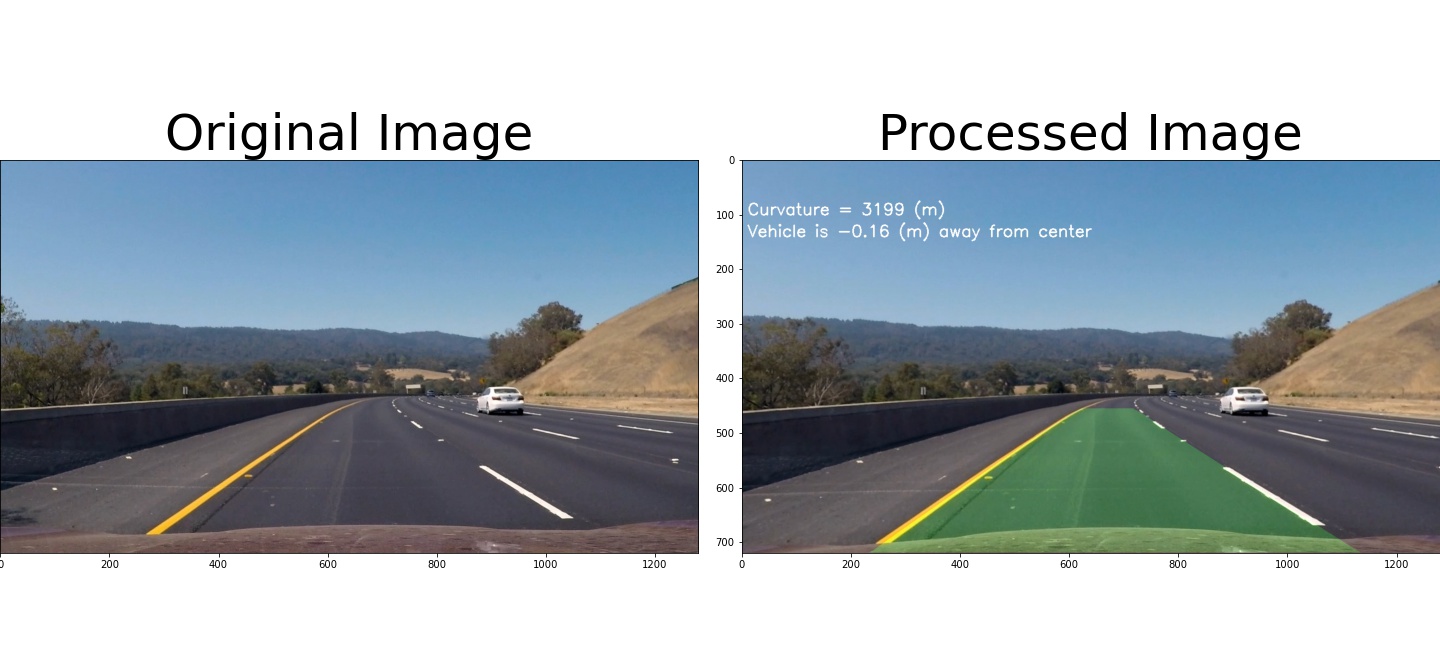 Original Image
Processed Image
Curvature = 3199 (m)
Vehicle is -0.16 (m) away from center
0
100
200
300
400
500
600
700
0 200 400 600 800 1000 1200
0 200 400 600 800 1000 1200